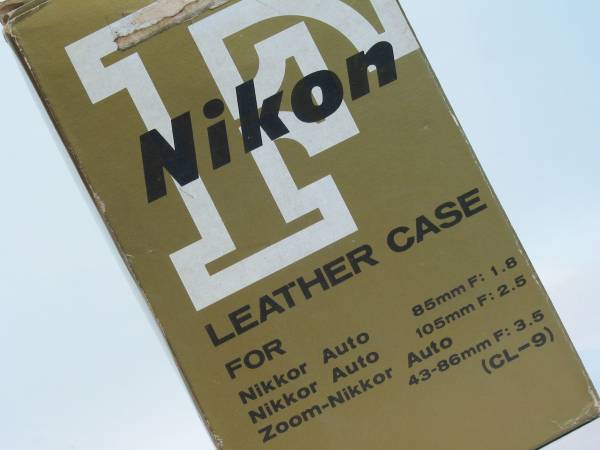 F
Nikon
LEATHER CASE
FOR
Nikkor Auto 85mm F: 1.8
Nikkor Auto 105mm F: 2.5
Zoom-Nikkor Auto 43-86mm F: 3.5
(CL-9)